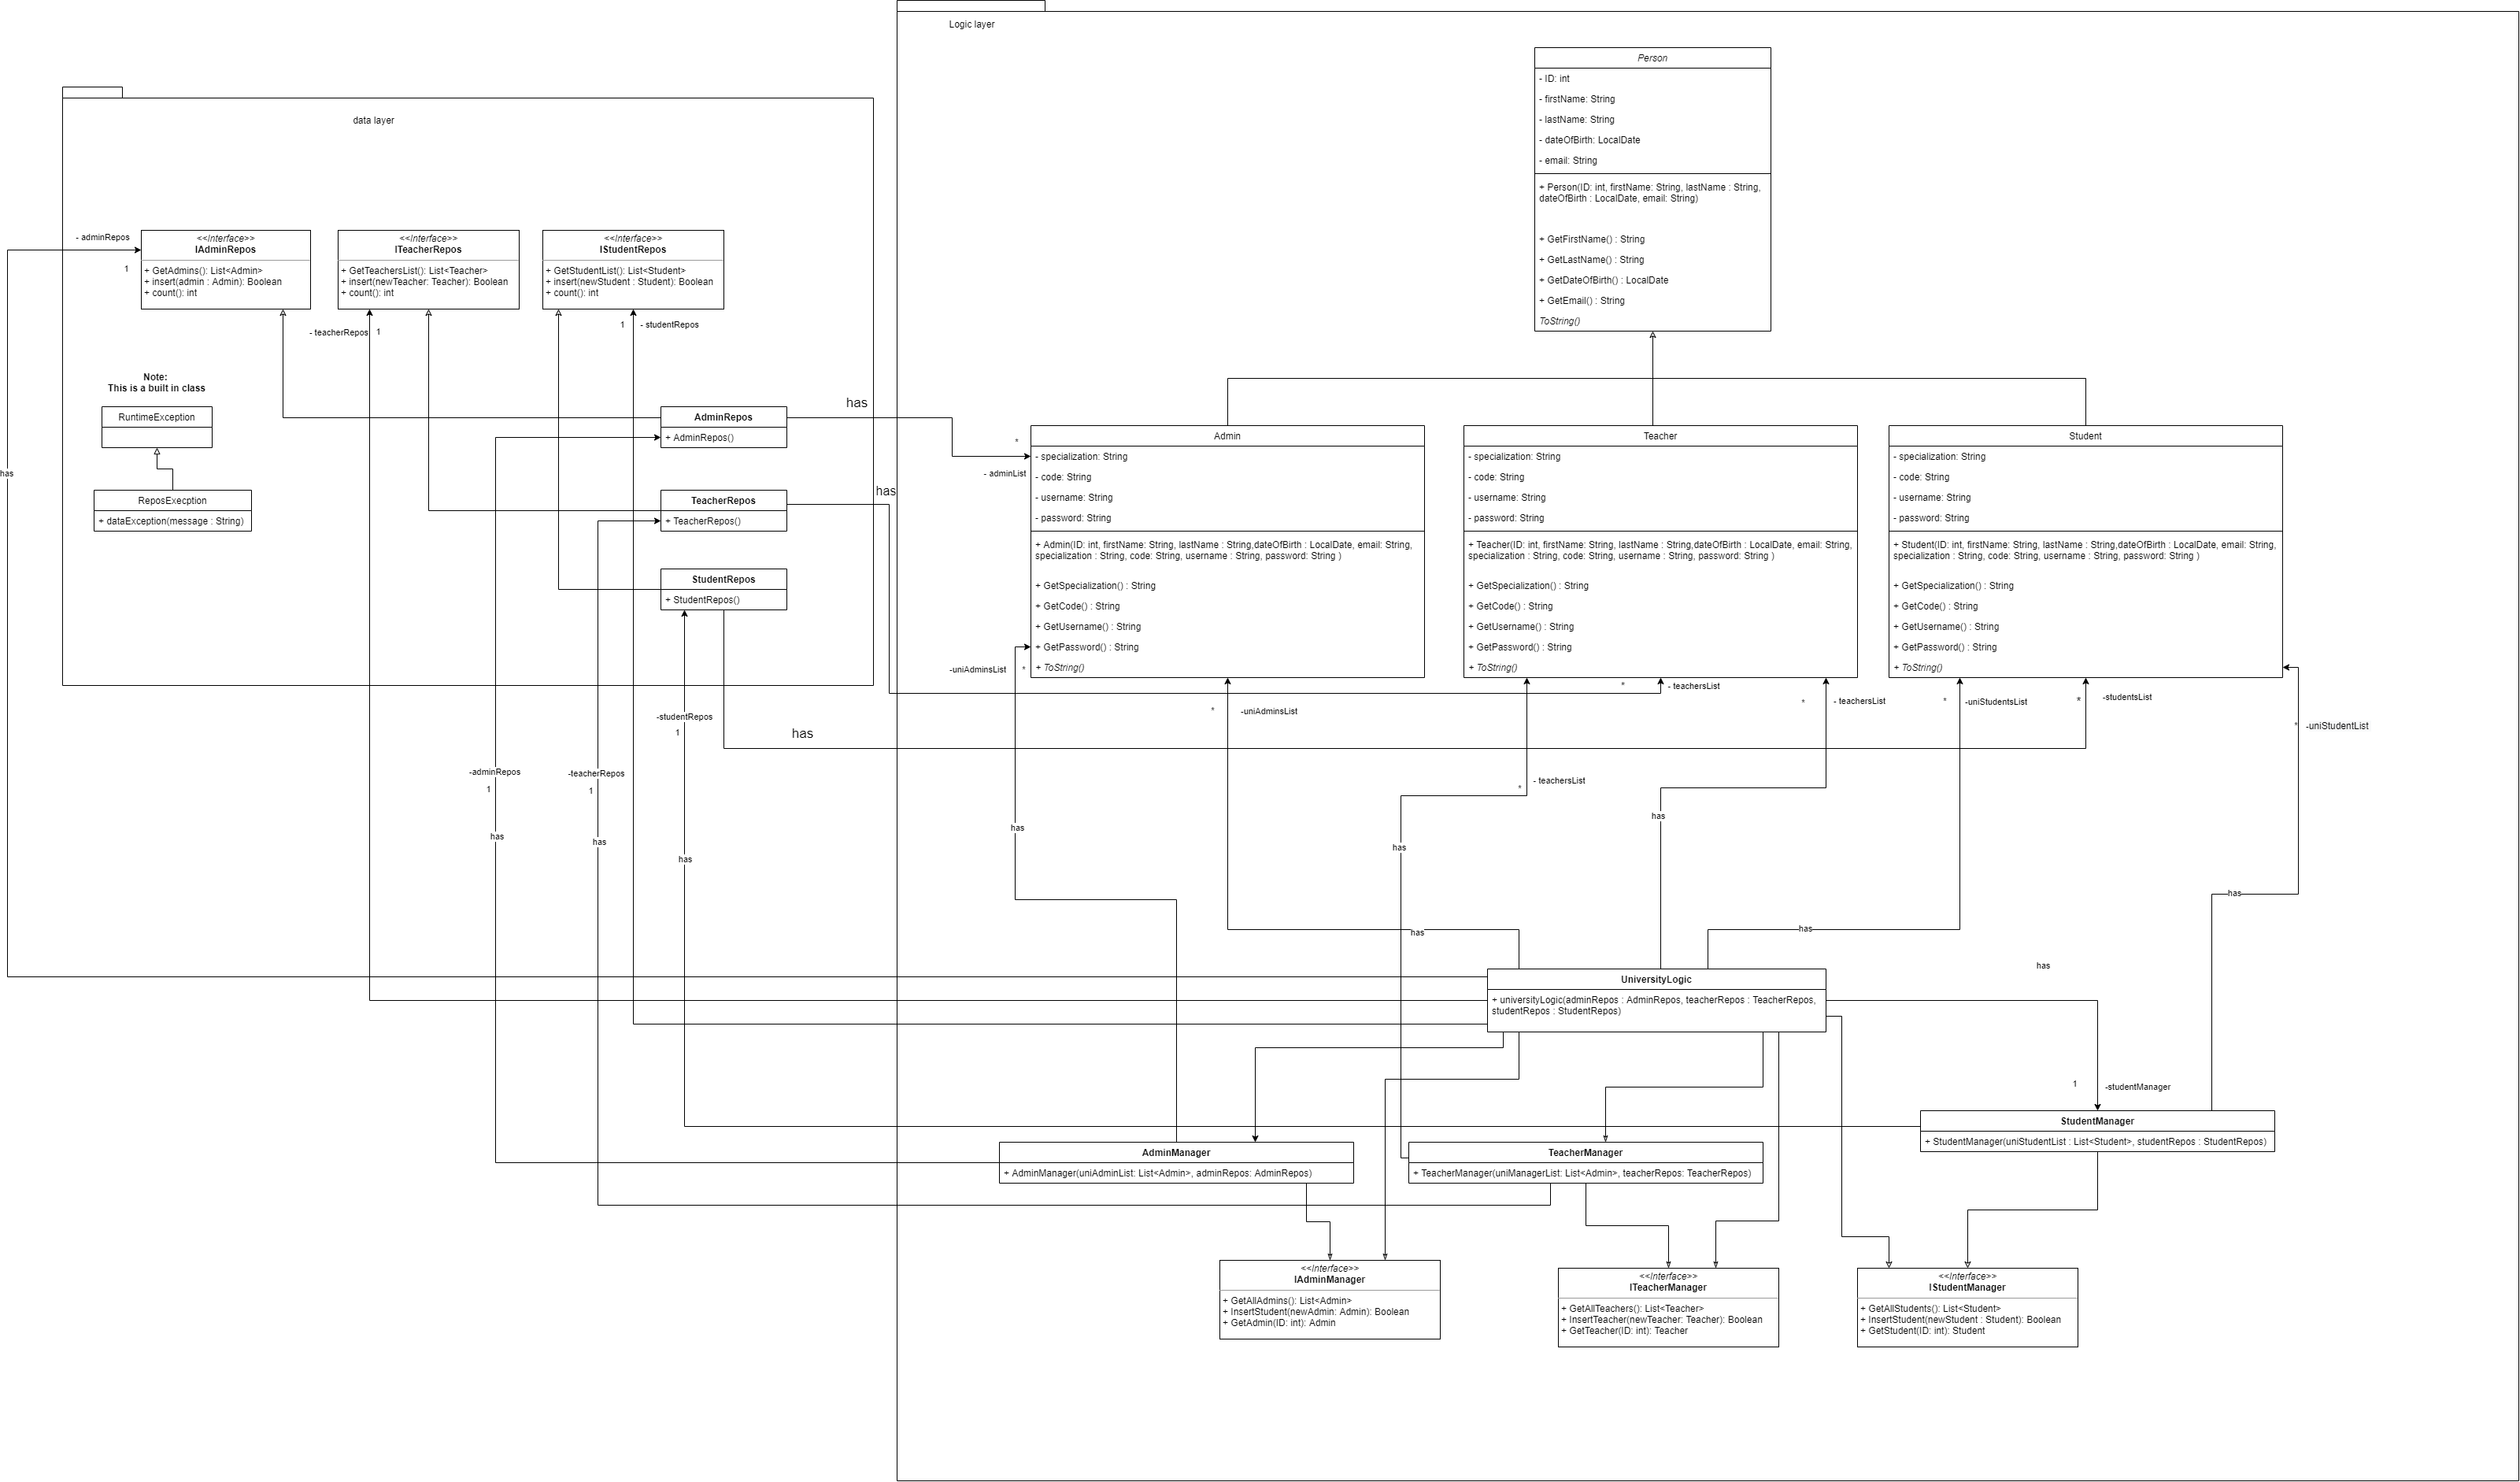 Logic layer
Person
- ID: int
- firstName: String
- lastName: String
- dateOfBirth: LocalDate
- email: String
+ Person(ID: int, firstName: String, lastName : String,
dateOfBirth : LocalDate, email: String)
+ GetFirstName() : String
+ GetLastName() : String
+ GetDateOfBirth() : LocalDate
+ GetEmail() : String
ToString()
data layer
- adminRepos
1
<<Interface>>
IAdminRepos
+ GetAdmins(): List<Admin>
+ insert(admin : Admin): Boolean
+ count(): int
<<Interface>>
ITeacherRepos
+ GetTeachersList(): List<Teacher>
+ insert(newTeacher: Teacher): Boolean
+ count(): int
<<Interface>>
IStudentRepos
+ GetStudentList(): List<Student>
+ insert(newStudent : Student): Boolean
+ count(): int
- teacherRepos
1
1
- studentRepos
Note:
This is a built in class
RuntimeException
ReposExecption
+ dataException(message : String)
has
AdminRepos
+ AdminRepos()
has
TeacherRepos
+ TeacherRepos()
has
StudentRepos
+ StudentRepos()
*
- adminList
Admin
- specialization: String
- code: String
- username: String
- password: String
+ Admin(ID: int, firstName: String, lastName : String,dateOfBirth : LocalDate, email: String,
specialization : String, code: String, username : String, password: String )
+ GetSpecialization() : String
+ GetCode() : String
+ GetUsername() : String
+ GetPassword() : String
+ ToString()
Teacher
- specialization: String
- code: String
- username: String
- password: String
+ Teacher(ID: int, firstName: String, lastName : String,dateOfBirth : LocalDate, email: String,
specialization : String, code: String, username : String, password: String )
+ GetSpecialization() : String
+ GetCode() : String
+ GetUsername() : String
+ GetPassword() : String
+ ToString()
Student
- specialization: String
- code: String
- username: String
- password: String
+ Student(ID: int, firstName: String, lastName : String,dateOfBirth : LocalDate, email: String,
specialization : String, code: String, username : String, password: String )
+ GetSpecialization() : String
+ GetCode() : String
+ GetUsername() : String
+ GetPassword() : String
+ ToString()
-uniAdminsList
*
*
- teachersList
*
-uniAdminsList
*
- teachersList
*
-uniStudentsList
*
-studentsList
*
-uniStudentList
-studentRepos
1
has
-adminRepos
1
-teacherRepos
1
- teachersList
*
has
has
has
has
has
has
has
has
has
has
UniversityLogic
+ universityLogic(adminRepos : AdminRepos, teacherRepos : TeacherRepos,
studentRepos : StudentRepos)
has
1
-studentManager
StudentManager
+ StudentManager(uniStudentList : List<Student>, studentRepos : StudentRepos)
AdminManager
+ AdminManager(uniAdminList: List<Admin>, adminRepos: AdminRepos)
TeacherManager
+ TeacherManager(uniManagerList: List<Admin>, teacherRepos: TeacherRepos)
<<Interface>>
IAdminManager
+ GetAllAdmins(): List<Admin>
+ InsertStudent(newAdmin: Admin): Boolean
+ GetAdmin(ID: int): Admin
<<Interface>>
ITeacherManager
+ GetAllTeachers(): List<Teacher>
+ InsertTeacher(newTeacher: Teacher): Boolean
+ GetTeacher(ID: int): Teacher
<<Interface>>
IStudentManager
+ GetAllStudents(): List<Student>
+ InsertStudent(newStudent : Student): Boolean
+ GetStudent(ID: int): Student